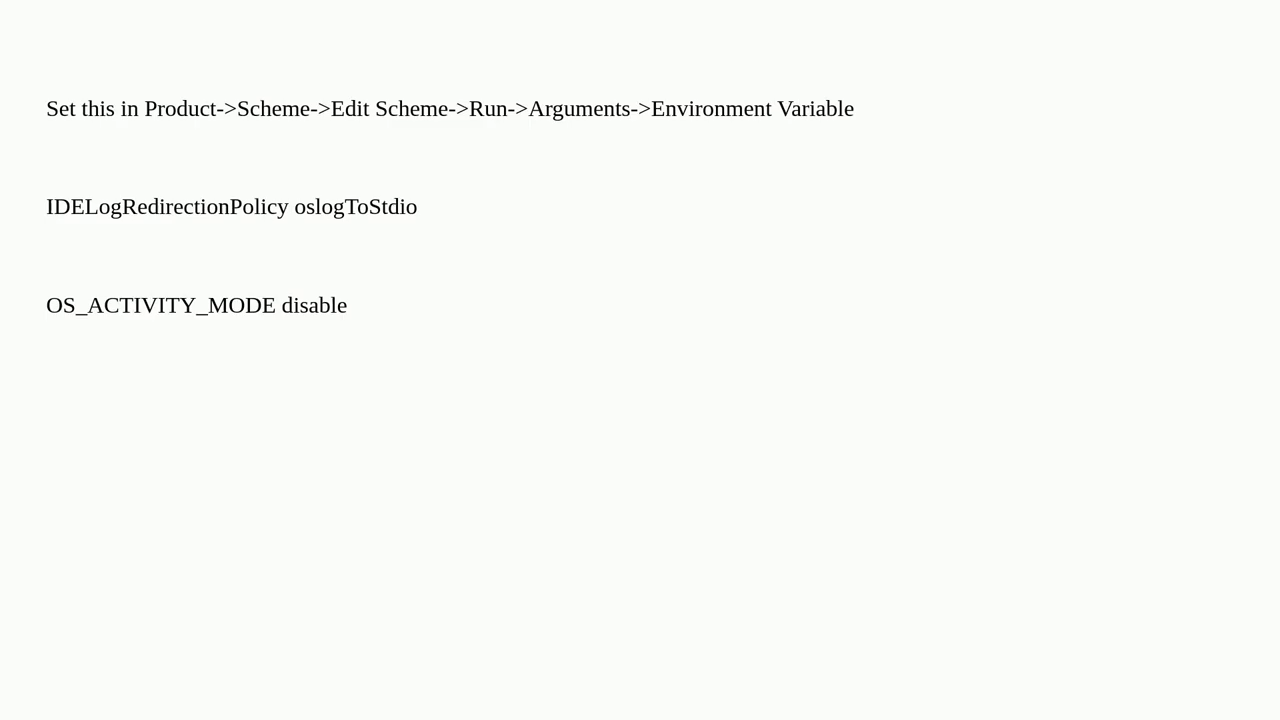 Set this in Product->Scheme->Edit Scheme->Run->Arguments->Environment Variable
IDELogRedirectionPolicy oslogToStdio
OS_ACTIVITY_MODE disable